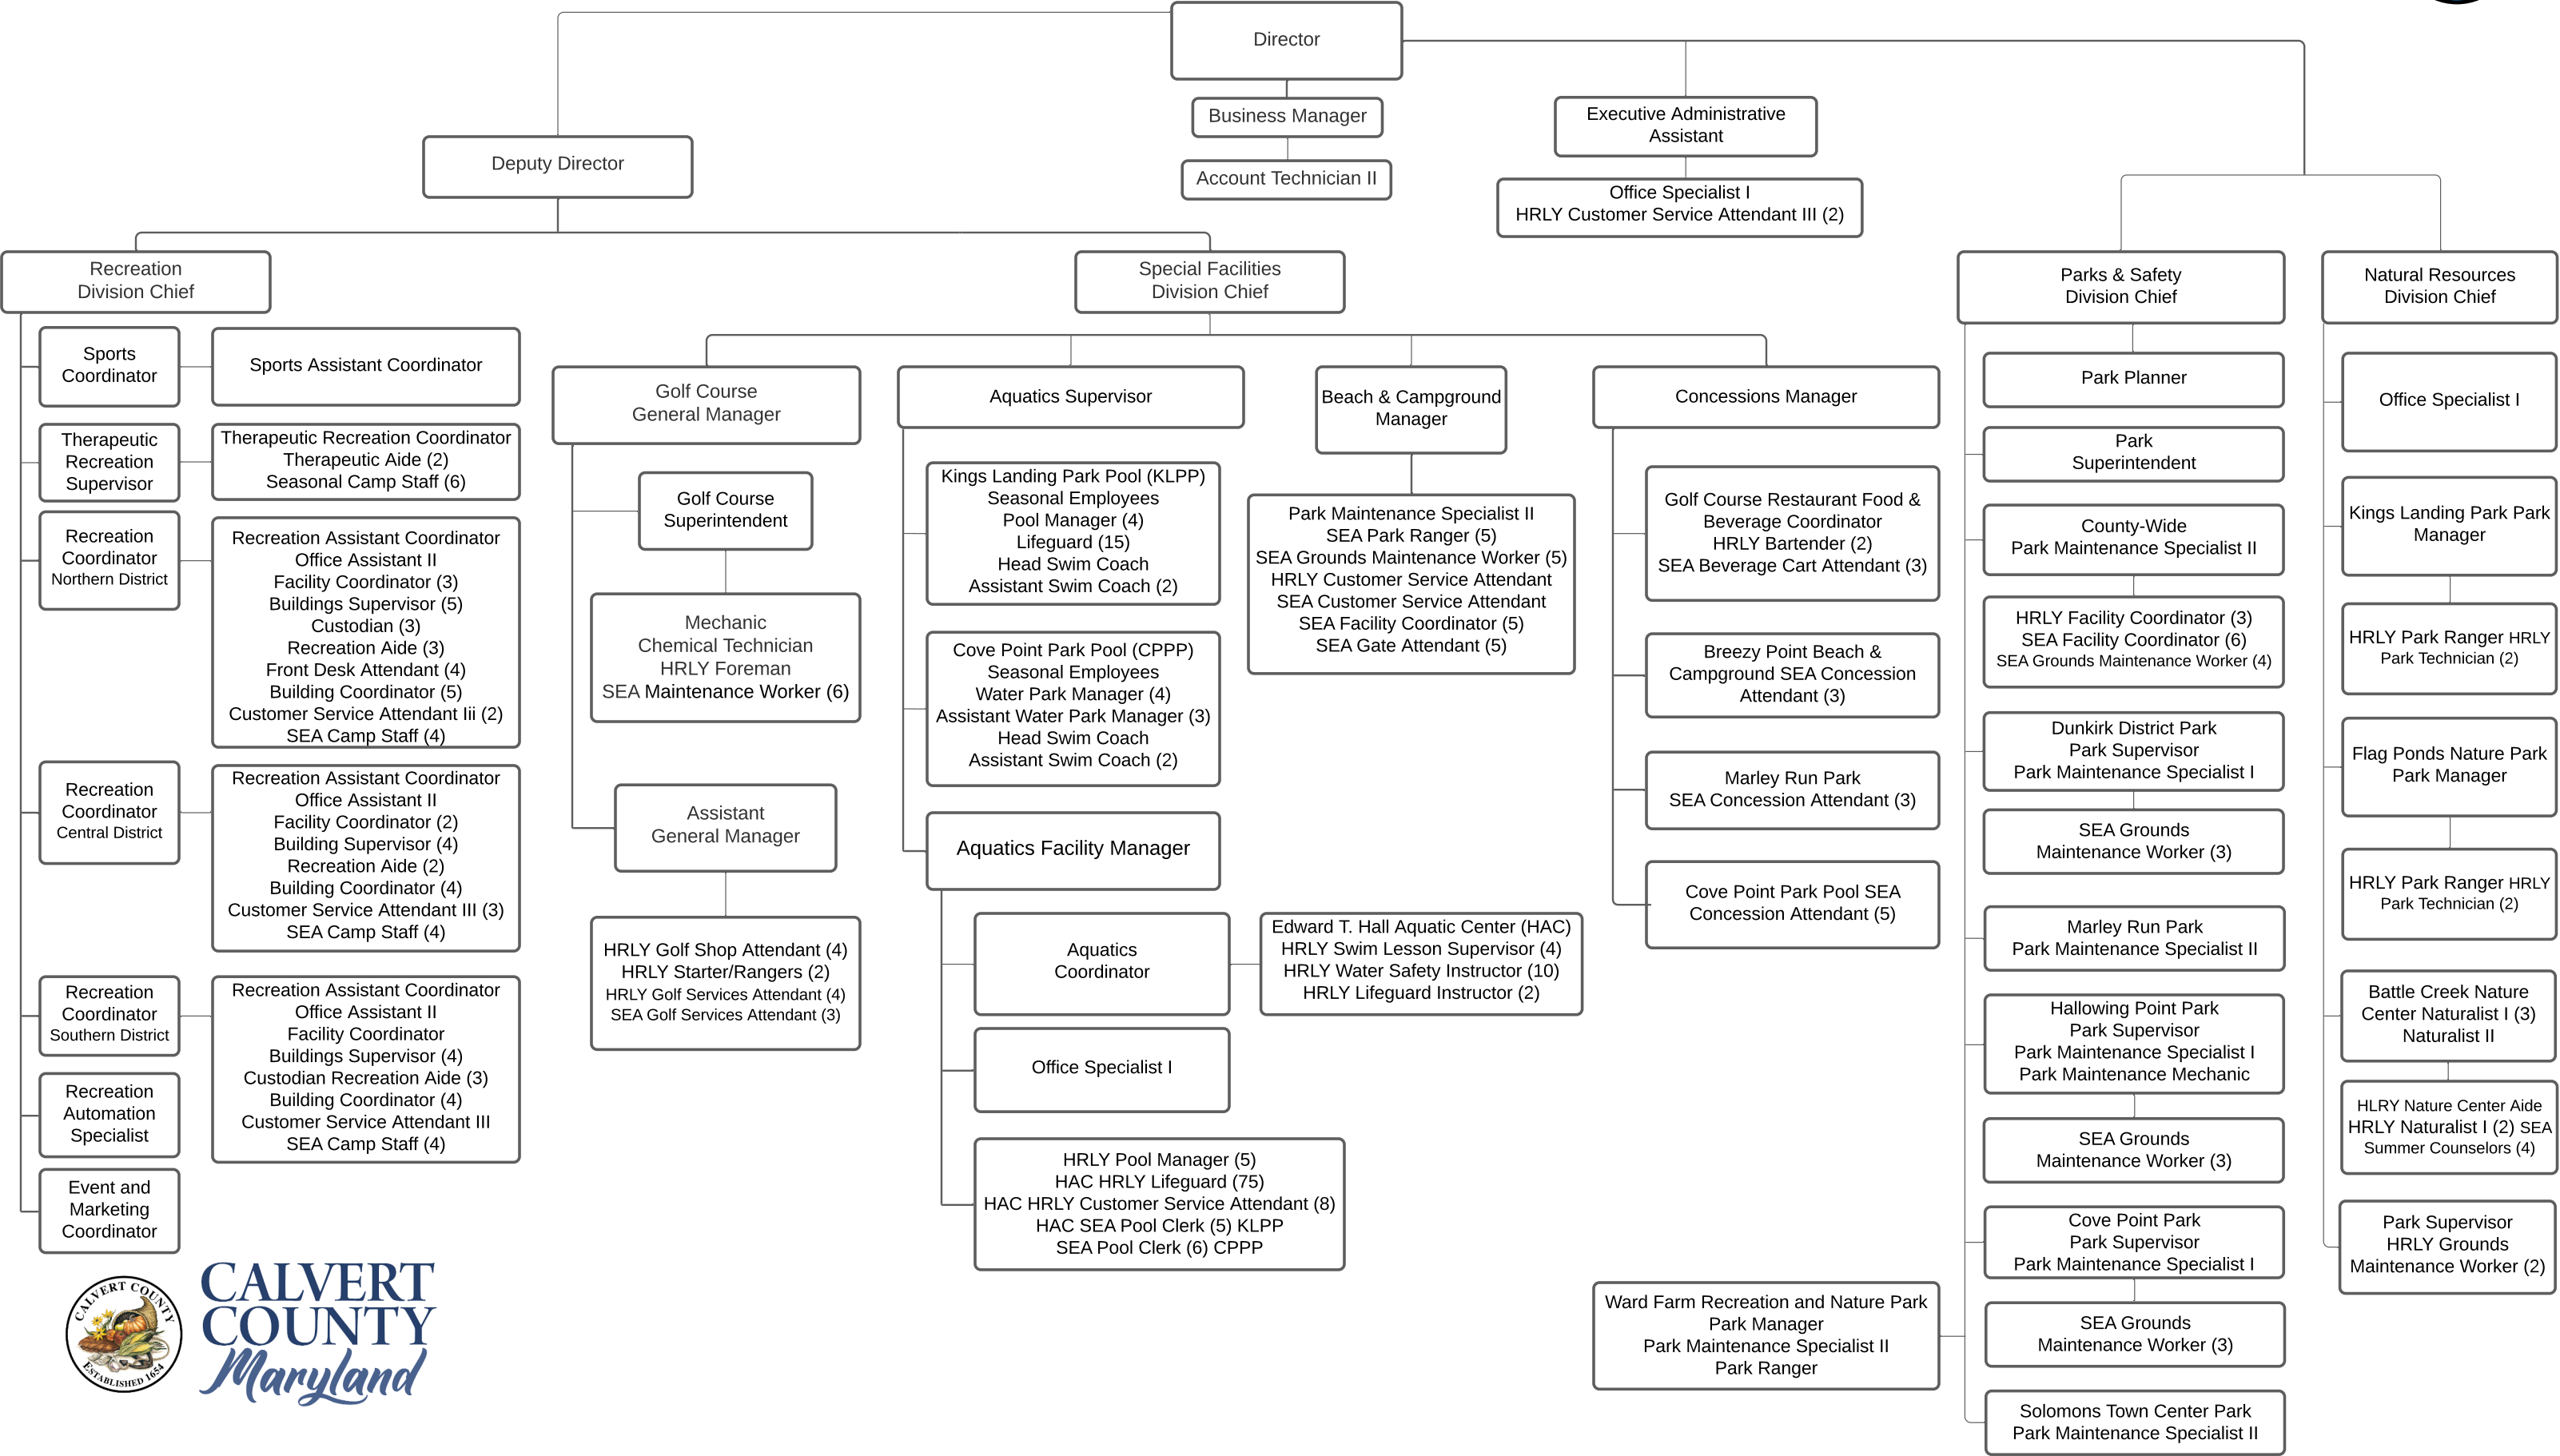 Director
Business Manager
Account Technician II
Executive Administrative
Assistant
Office Specialist I
HRLY Customer Service Attendant III (2)
Deputy Director
Recreation
Division Chief
Sports
Coordinator
Sports Assistant Coordinator
Therapeutic
Recreation
Supervisor
Therapeutic Recreation Coordinator
Therapeutic Aide (2)
Seasonal Camp Staff (6)
Recreation
Coordinator
Northern District
Recreation Assistant Coordinator
Office Assistant II
Facility Coordinator (3)
Buildings Supervisor (5)
Custodian (3)
Recreation Aide (3)
Front Desk Attendant (4)
Building Coordinator (5)
Customer Service Attendant Iii (2)
SEA Camp Staff (4)
Recreation
Coordinator
Central District
Recreation Assistant Coordinator
Office Assistant II
Facility Coordinator (2)
Building Supervisor (4)
Recreation Aide (2)
Building Coordinator (4)
Customer Service Attendant III (3)
SEA Camp Staff (4)
Recreation
Coordinator
Southern District
Recreation Assistant Coordinator
Office Assistant II
Facility Coordinator
Buildings Supervisor (4)
Custodian Recreation Aide (3)
Building Coordinator (4)
Customer Service Attendant III
SEA Camp Staff (4)
Recreation
Automation
Specialist
Event and
Marketing
Coordinator
Special Facilities
Division Chief
Golf Course
General Manager
Golf Course
Superintendent
Mechanic
Chemical Technician
HRLY Foreman
SEA Maintenance Worker (6)
Assistant
General Manager
HRLY Golf Shop Attendant (4)
HRLY Starter/Rangers (2)
HRLY Golf Services Attendant (4)
SEA Golf Services Attendant (3)
Aquatics Supervisor
Kings Landing Park Pool (KLPP)
Seasonal Employees
Pool Manager (4)
Lifeguard (15)
Head Swim Coach
Assistant Swim Coach (2)
Cove Point Park Pool (CPPP)
Seasonal Employees
Water Park Manager (4)
Assistant Water Park Manager (3)
Head Swim Coach
Assistant Swim Coach (2)
Aquatics Facility Manager
Aquatics
Coordinator
Edward T. Hall Aquatic Center (HAC)
HRLY Swim Lesson Supervisor (4)
HRLY Water Safety Instructor (10)
HRLY Lifeguard Instructor (2)
Office Specialist I
HRLY Pool Manager (5)
HAC HRLY Lifeguard (75)
HAC HRLY Customer Service Attendant (8)
HAC SEA Pool Clerk (5) KLPP
SEA Pool Clerk (6) CPPP
Beach & Campground
Manager
Park Maintenance Specialist II
SEA Park Ranger (5)
SEA Grounds Maintenance Worker (5)
HRLY Customer Service Attendant
SEA Customer Service Attendant
SEA Facility Coordinator (5)
SEA Gate Attendant (5)
Concessions Manager
Golf Course Restaurant Food &
Beverage Coordinator
HRLY Bartender (2)
SEA Beverage Cart Attendant (3)
Breezy Point Beach &
Campground SEA Concession
Attendant (3)
Marley Run Park
SEA Concession Attendant (3)
Cove Point Park Pool SEA
Concession Attendant (5)
Parks & Safety
Division Chief
Park Planner
Park
Superintendent
County-Wide
Park Maintenance Specialist II
HRLY Facility Coordinator (3)
SEA Facility Coordinator (6)
SEA Grounds Maintenance Worker (4)
Dunkirk District Park
Park Supervisor
Park Maintenance Specialist I
SEA Grounds
Maintenance Worker (3)
Marley Run Park
Park Maintenance Specialist II
Hallowing Point Park
Park Supervisor
Park Maintenance Specialist I
Park Maintenance Mechanic
SEA Grounds
Maintenance Worker (3)
Cove Point Park
Park Supervisor
Park Maintenance Specialist I
SEA Grounds
Maintenance Worker (3)
Ward Farm Recreation and Nature Park
Park Manager
Park Maintenance Specialist II
Park Ranger
Solomons Town Center Park
Park Maintenance Specialist II
Natural Resources
Division Chief
Office Specialist I
Kings Landing Park Park
Manager
HRLY Park Ranger HRLY
Park Technician (2)
Flag Ponds Nature Park
Park Manager
HRLY Park Ranger HRLY
Park Technician (2)
Battle Creek Nature
Center Naturalist I (3)
Naturalist II
HLRY Nature Center Aide
HRLY Naturalist I (2) SEA
Summer Counselors (4)
Park Supervisor
HRLY Grounds
Maintenance Worker (2)
CALVERT COUNTY
ESTABLISHED 1654
CALVERT
COUNTY
Maryland